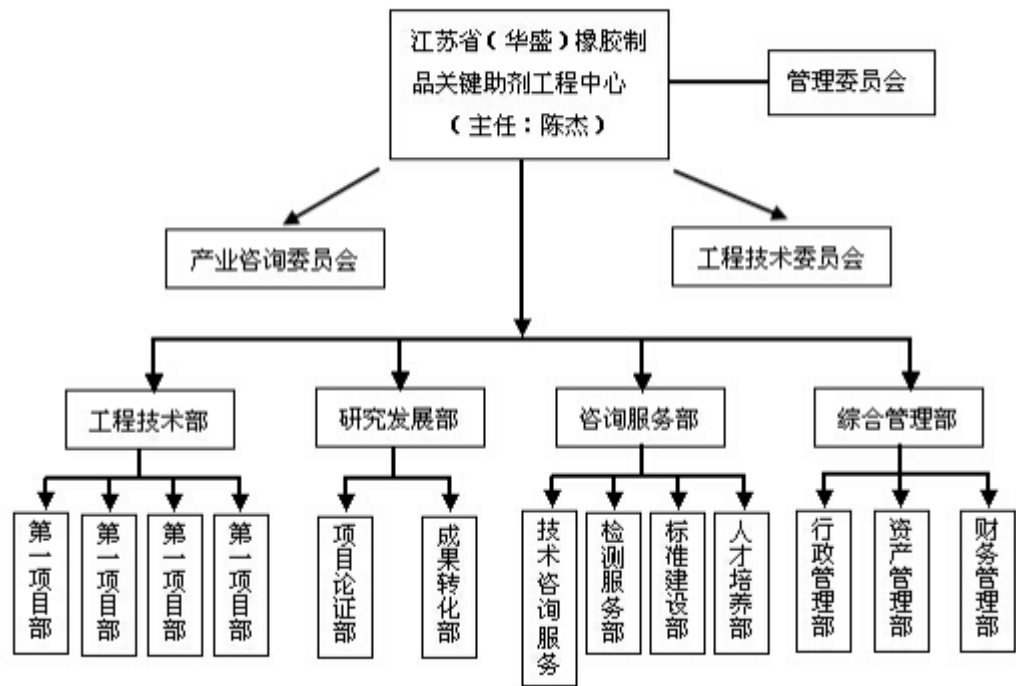 江苏省（华盛）橡胶制
品关键助剂工程中心
（主任：陈杰）
管理委员会
产业咨询委员会
工程技术委员会
工程技术部
研究发展部
咨询服务部
综合管理部
第一项目部
第一项目部
第一项目部
第一项目部
项目论证部
成果转化部
技术咨询服务
检测服务部
标准建设部
人才培养部
行政管理部
资产管理部
财务管理部